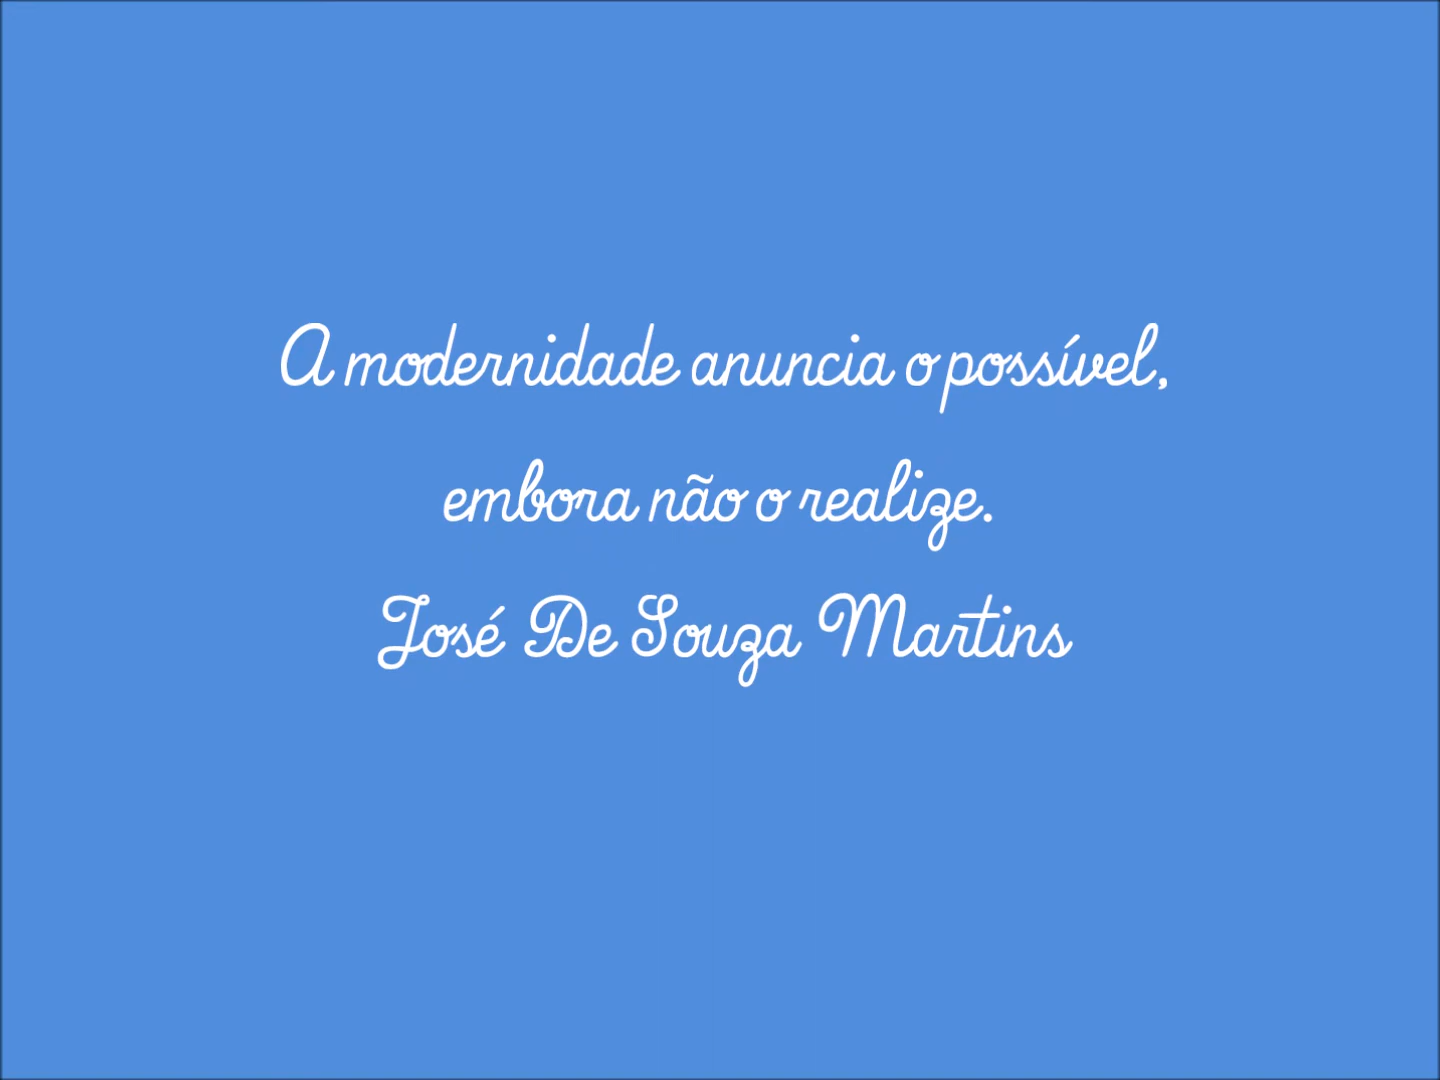 A modernidade anuncia o possível,
embora não o realize.
José De Souza Martins